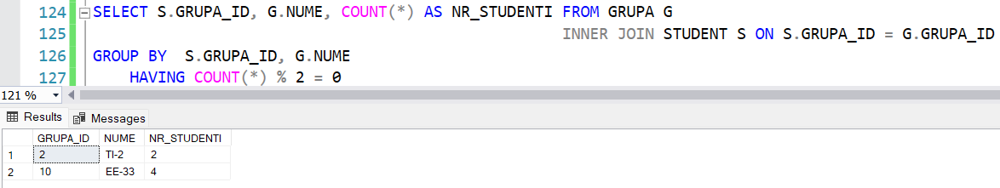 124 SELECT S.GRUPA_ID, G.NUME, COUNT(*) AS NR_STUDENTI FROM GRUPA G
125 INNER JOIN STUDENT S ON S.GRUPA_ID = G.GRUPA_ID
126 GROUP BY  S.GRUPA_ID, G.NUME
127 HAVING COUNT(*) % 2 = 0
121 %
Results Messages
GRUPA_ID NUME NR_STUDENTI
1 2 TI-2 2
2 10 EE-33 4